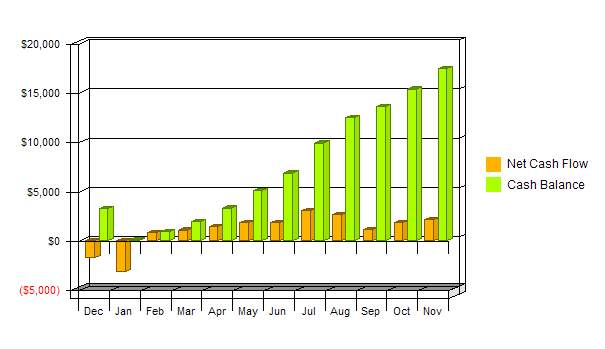 $20,000
$15,000
$10,000
$5,000
$0
($5,000)
Dec Jan Feb Mar Apr May Jun Jul Aug Sep Oct Nov
Net Cash Flow
Cash Balance